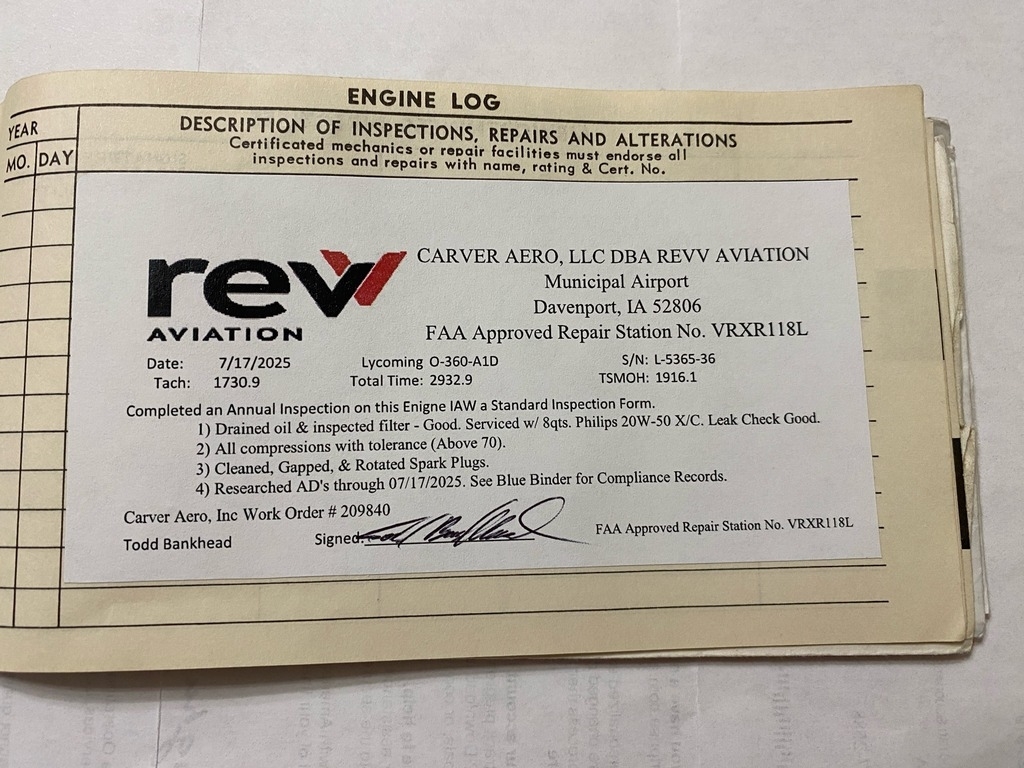 ENGINE LOG
YEAR
DESCRIPTION OF INSPECTIONS, REPAIRS AND ALTERATIONS
MO. DAY
Certificated mechanics or repair facilities must endorse all
inspections and repairs with name, rating & Cert. No.
revv
AVIATION
CARVER AERO, LLC DBA REVV AVIATION
Municipal Airport
Davenport, IA 52806
FAA Approved Repair Station No. VRXR118L
Date: 7/17/2025 Lycoming O-360-A1D S/N: L-5365-36
Tach: 1730.9 Total Time: 2932.9 TSMOH: 1916.1
Completed an Annual Inspection on this Enigne IAW a Standard Inspection Form.
1) Drained oil & inspected filter - Good. Serviced w/ 8qts. Philips 20W-50 X/C. Leak Check Good.
2) All compressions with tolerance (Above 70).
3) Cleaned, Gapped, & Rotated Spark Plugs.
4) Researched AD's through 07/17/2025. See Blue Binder for Compliance Records.
Carver Aero, Inc Work Order # 209840
Todd Bankhead Signed: FAA Approved Repair Station No. VRXR118L